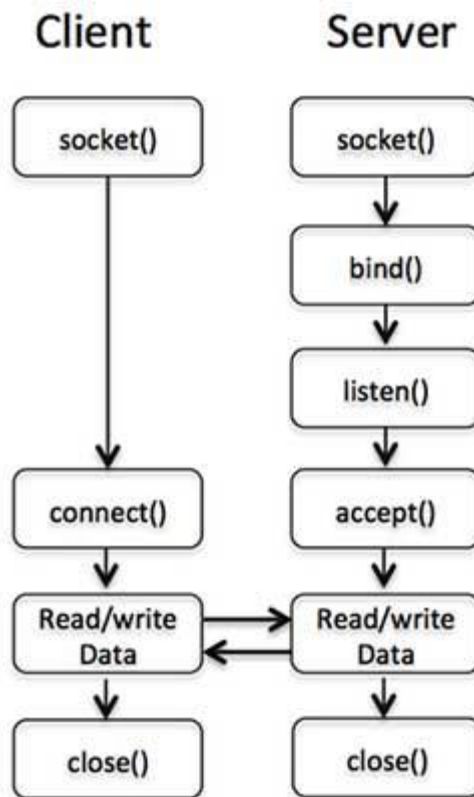 Client
Server
socket()
socket()
bind()
listen()
connect()
accept()
Read/write
Data
Read/write
Data
close()
close()